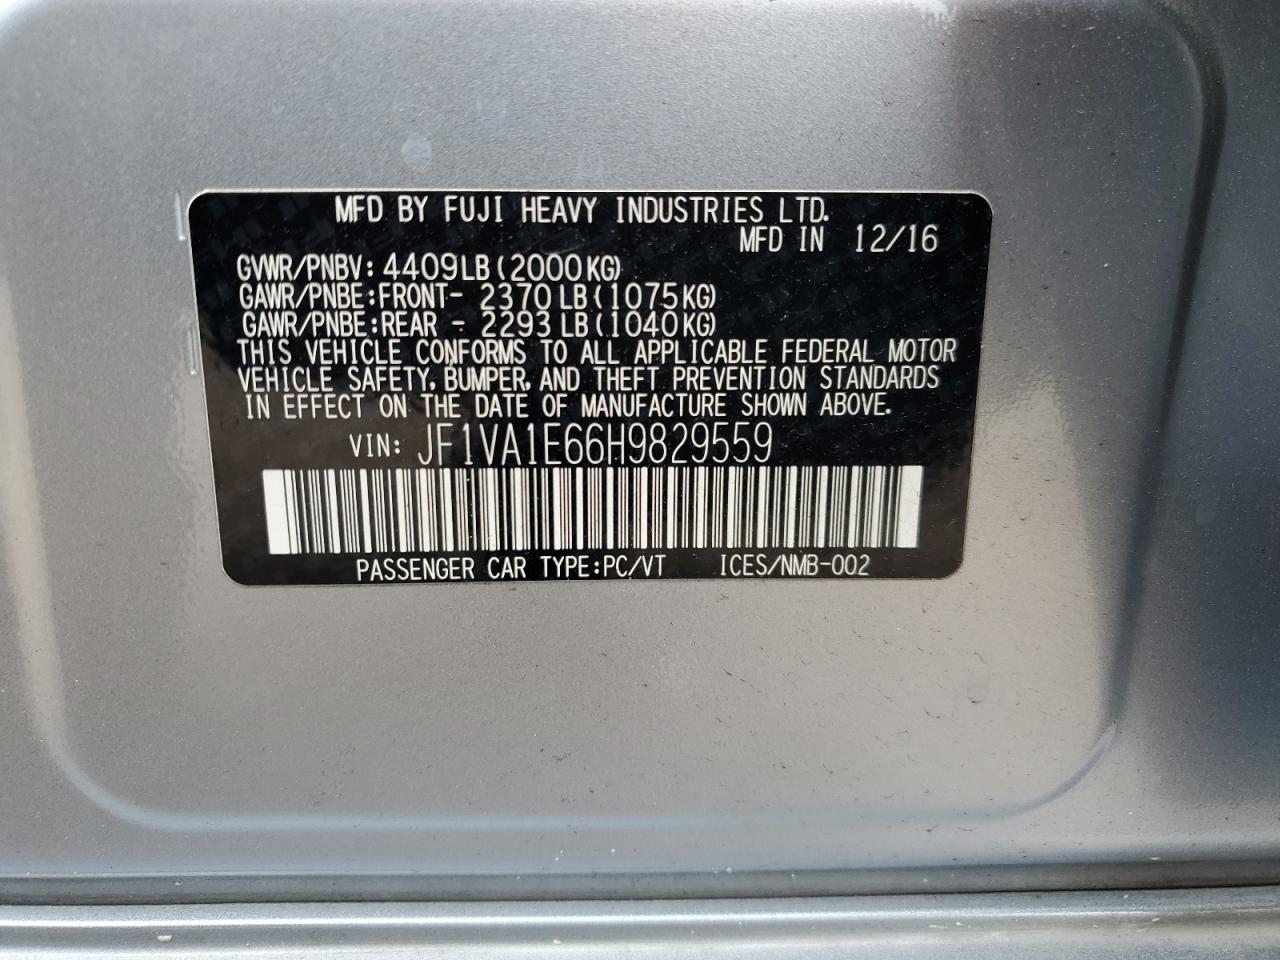 MFD BY FUJI HEAVY INDUSTRIES LTD.
MFD IN 12/16
GVWR/PNBV: 4409LB (2000KG)
GAWR/PNBE:FRONT- 2370 LB (1075KG)
GAWR/PNBE:REAR - 2293 LB (1040KG)
THIS VEHICLE CONFORMS TO ALL APPLICABLE FEDERAL MOTOR
VEHICLE SAFETY, BUMPER, AND THEFT PREVENTION STANDARDS
IN EFFECT ON THE DATE OF MANUFACTURE SHOWN ABOVE.
VIN: JF1VA1E66H9829559
PASSENGER CAR TYPE:PC/VT ICES/NMB-002